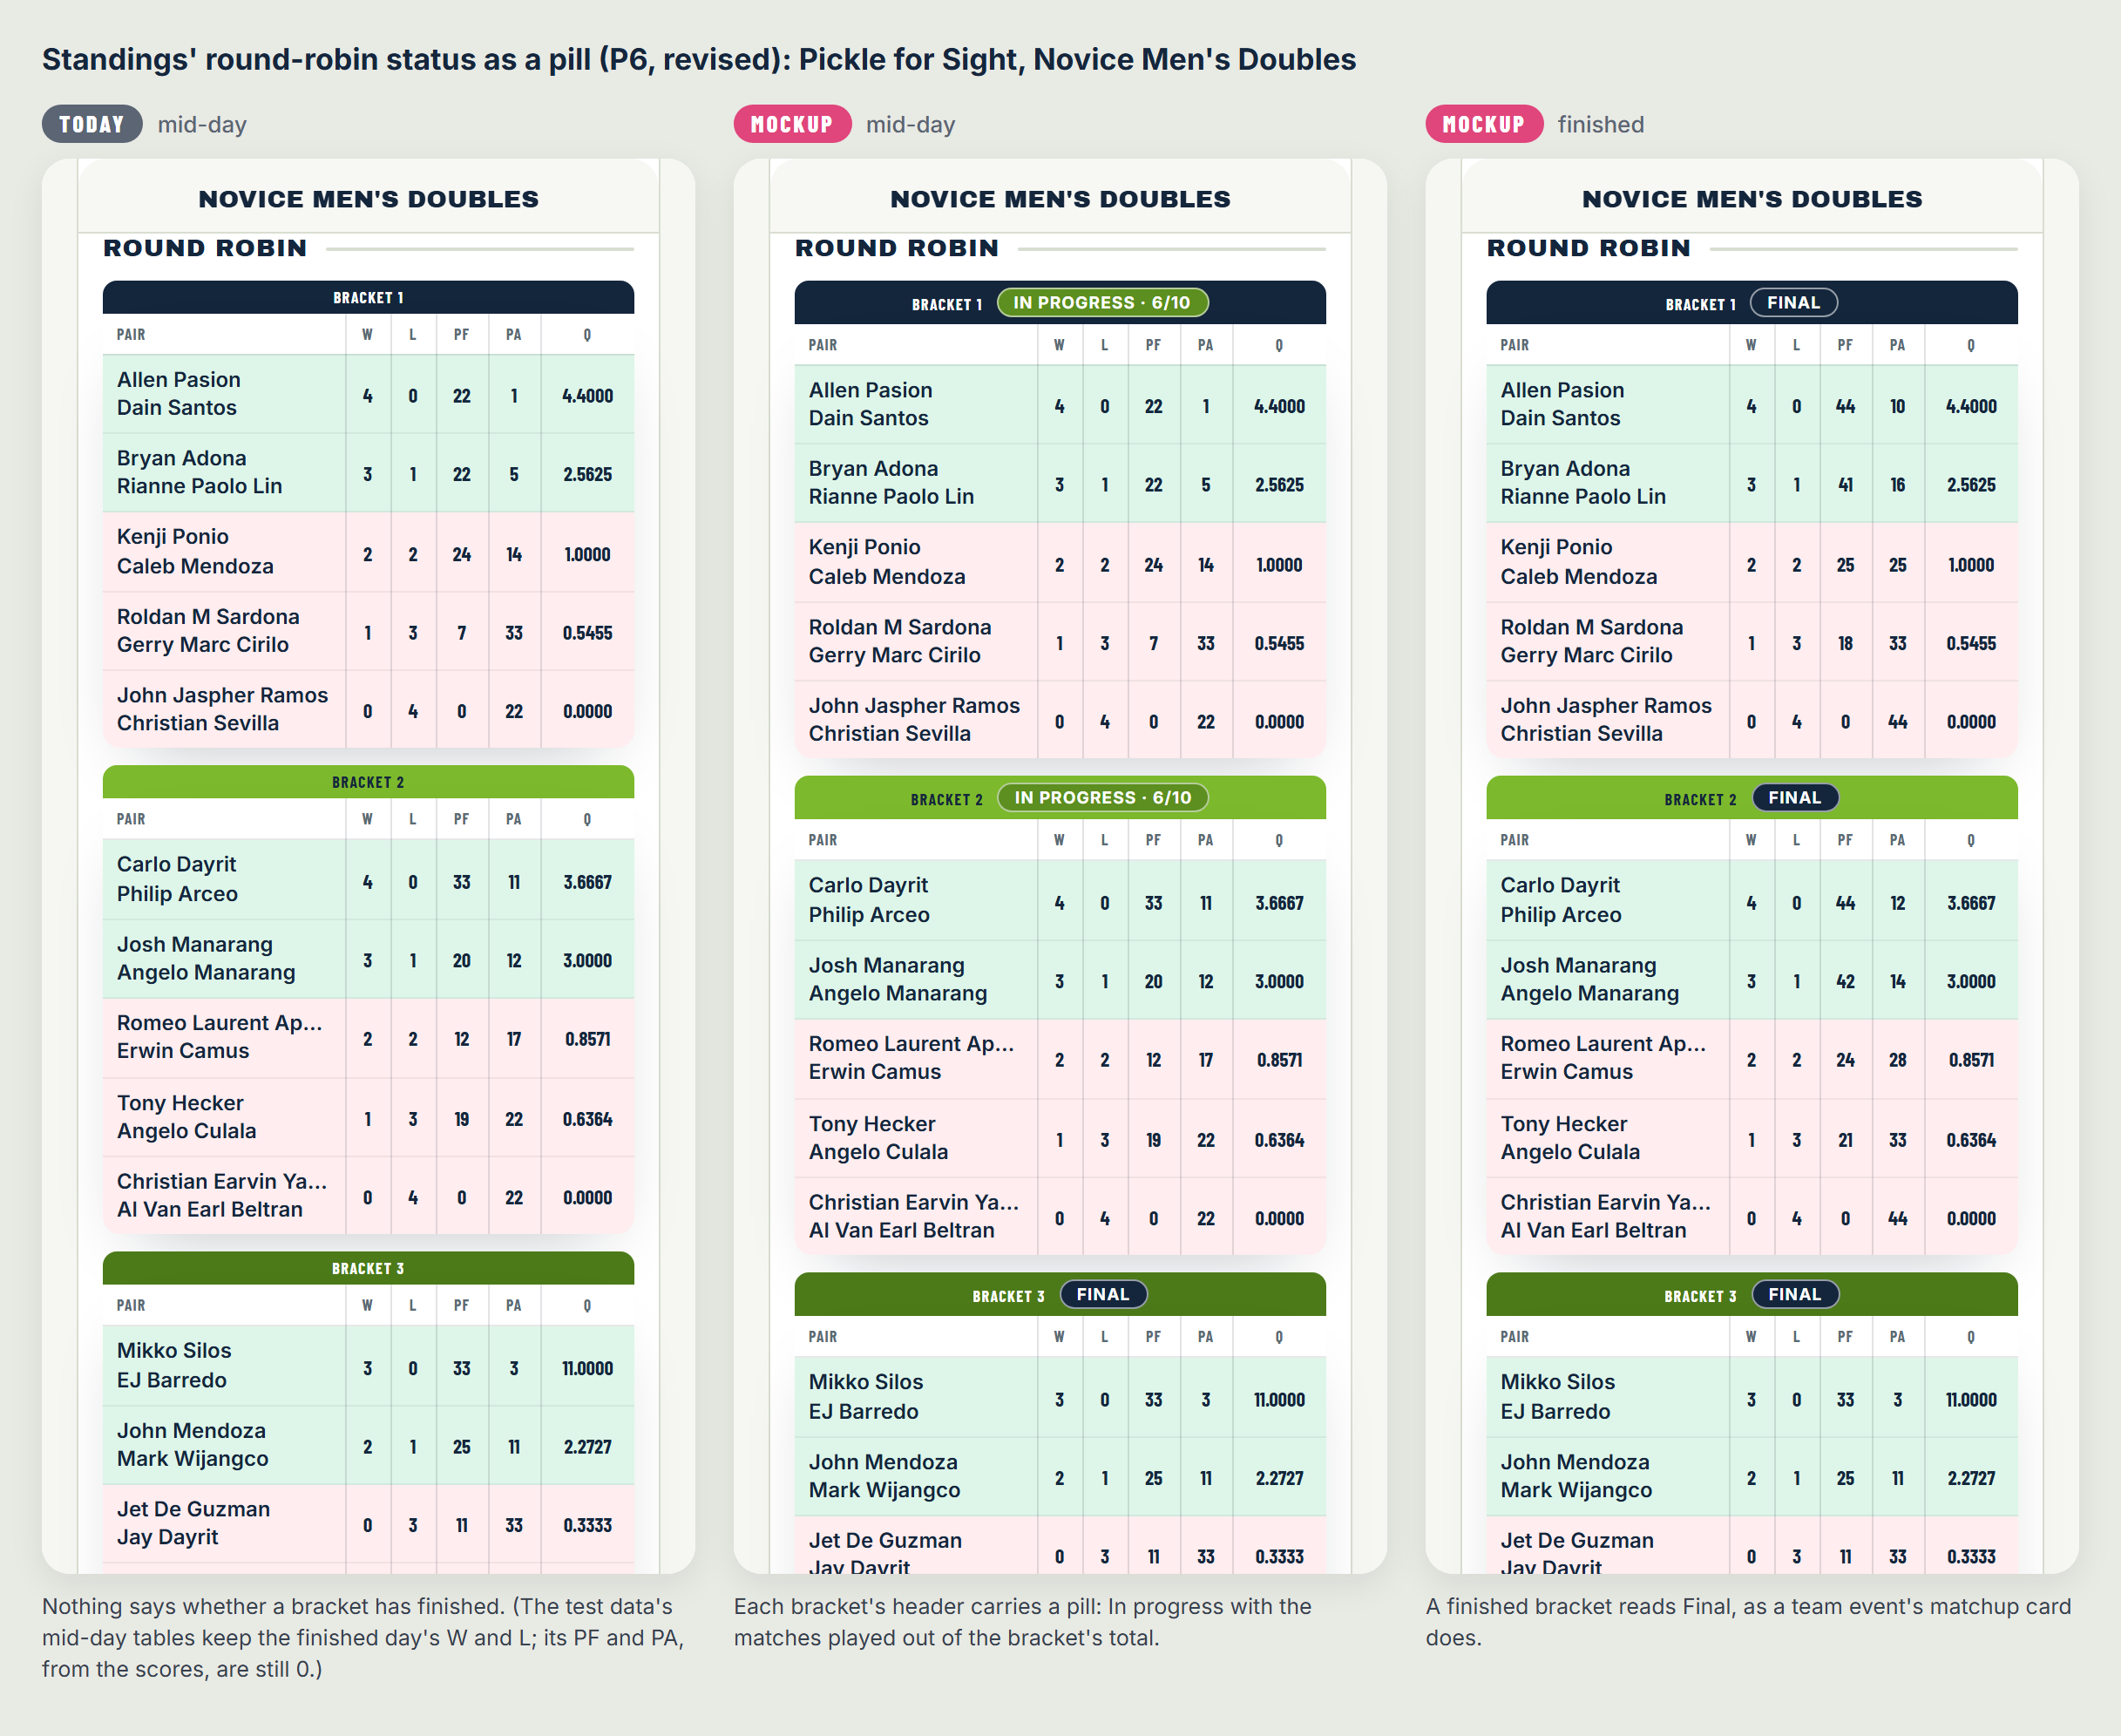 Standings' round-robin status as a pill (P6, revised): Pickle for Sight, Novice Men's Doubles
TODAY mid-day
NOVICE MEN'S DOUBLES
ROUND ROBIN
BRACKET 1
PAIR W L PF PA Q
Allen Pasion
Dain Santos
4 0 22 1 4.4000
Bryan Adona
Rianne Paolo Lin
3 1 22 5 2.5625
Kenji Ponio
Caleb Mendoza
2 2 24 14 1.0000
Roldan M Sardona
Gerry Marc Cirilo
1 3 7 33 0.5455
John Jaspher Ramos
Christian Sevilla
0 4 0 22 0.0000
BRACKET 2
PAIR W L PF PA Q
Carlo Dayrit
Philip Arceo
4 0 33 11 3.6667
Josh Manarang
Angelo Manarang
3 1 20 12 3.0000
Romeo Laurent Ap...
Erwin Camus
2 2 12 17 0.8571
Tony Hecker
Angelo Culala
1 3 19 22 0.6364
Christian Earvin Ya...
Al Van Earl Beltran
0 4 0 22 0.0000
BRACKET 3
PAIR W L PF PA Q
Mikko Silos
EJ Barredo
3 0 33 3 11.0000
John Mendoza
Mark Wijangco
2 1 25 11 2.2727
Jet De Guzman
Jay Dayrit
0 3 11 33 0.3333
Nothing says whether a bracket has finished. (The test data's
mid-day tables keep the finished day's W and L; its PF and PA,
from the scores, are still 0.)
MOCKUP mid-day
NOVICE MEN'S DOUBLES
ROUND ROBIN
BRACKET 1 IN PROGRESS · 6/10
PAIR W L PF PA Q
Allen Pasion
Dain Santos
4 0 22 1 4.4000
Bryan Adona
Rianne Paolo Lin
3 1 22 5 2.5625
Kenji Ponio
Caleb Mendoza
2 2 24 14 1.0000
Roldan M Sardona
Gerry Marc Cirilo
1 3 7 33 0.5455
John Jaspher Ramos
Christian Sevilla
0 4 0 22 0.0000
BRACKET 2 IN PROGRESS · 6/10
PAIR W L PF PA Q
Carlo Dayrit
Philip Arceo
4 0 33 11 3.6667
Josh Manarang
Angelo Manarang
3 1 20 12 3.0000
Romeo Laurent Ap...
Erwin Camus
2 2 12 17 0.8571
Tony Hecker
Angelo Culala
1 3 19 22 0.6364
Christian Earvin Ya...
Al Van Earl Beltran
0 4 0 22 0.0000
BRACKET 3 FINAL
PAIR W L PF PA Q
Mikko Silos
EJ Barredo
3 0 33 3 11.0000
John Mendoza
Mark Wijangco
2 1 25 11 2.2727
Jet De Guzman
Jay Dayrit
0 3 11 33 0.3333
Each bracket's header carries a pill: In progress with the
matches played out of the bracket's total.
MOCKUP finished
NOVICE MEN'S DOUBLES
ROUND ROBIN
BRACKET 1 FINAL
PAIR W L PF PA Q
Allen Pasion
Dain Santos
4 0 44 10 4.4000
Bryan Adona
Rianne Paolo Lin
3 1 41 16 2.5625
Kenji Ponio
Caleb Mendoza
2 2 25 25 1.0000
Roldan M Sardona
Gerry Marc Cirilo
1 3 18 33 0.5455
John Jaspher Ramos
Christian Sevilla
0 4 0 44 0.0000
BRACKET 2 FINAL
PAIR W L PF PA Q
Carlo Dayrit
Philip Arceo
4 0 44 12 3.6667
Josh Manarang
Angelo Manarang
3 1 42 14 3.0000
Romeo Laurent Ap...
Erwin Camus
2 2 24 28 0.8571
Tony Hecker
Angelo Culala
1 3 21 33 0.6364
Christian Earvin Ya...
Al Van Earl Beltran
0 4 0 44 0.0000
BRACKET 3 FINAL
PAIR W L PF PA Q
Mikko Silos
EJ Barredo
3 0 33 3 11.0000
John Mendoza
Mark Wijangco
2 1 25 11 2.2727
Jet De Guzman
Jay Dayrit
0 3 11 33 0.3333
A finished bracket reads Final, as a team event's matchup card
does.